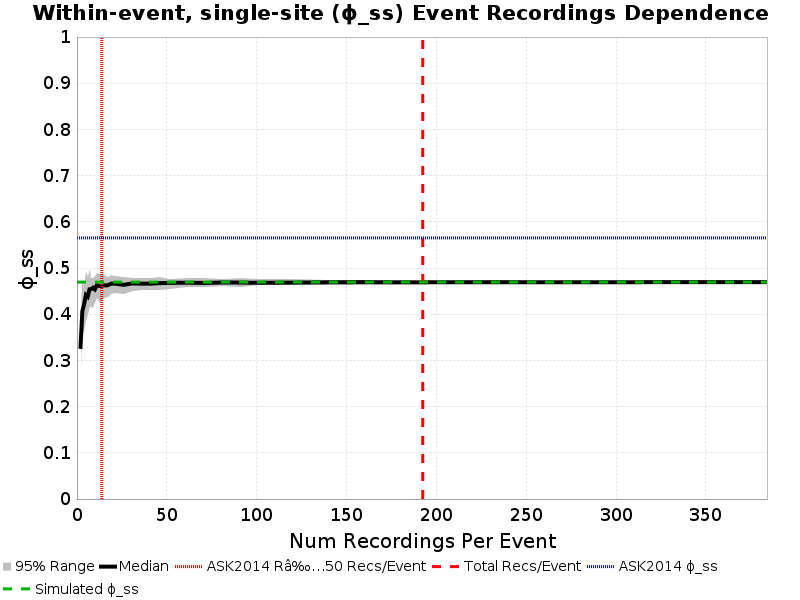 Within-event, single-site (ϕ_ss) Event Recordings Dependence
1
0.9
0.8
0.7
0.6
0.5
0.4
0.3
0.2
0.1
0
ϕ_ss
0 50 100 150 200 250 300 350
Num Recordings Per Event
95% Range Median ASK2014 Râ‰…50 Recs/Event Total Recs/Event ASK2014 ϕ_ss
Simulated ϕ_ss